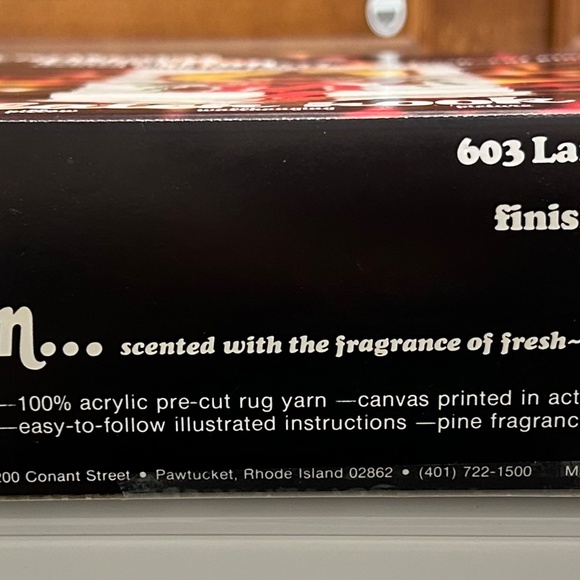 603 La
finis
n... scented with the fragrance of fresh~
—100% acrylic pre-cut rug yarn —canvas printed in act
—easy-to-follow illustrated instructions —pine fragranc
200 Conant Street • Pawtucket, Rhode Island 02862 • (401) 722-1500 M